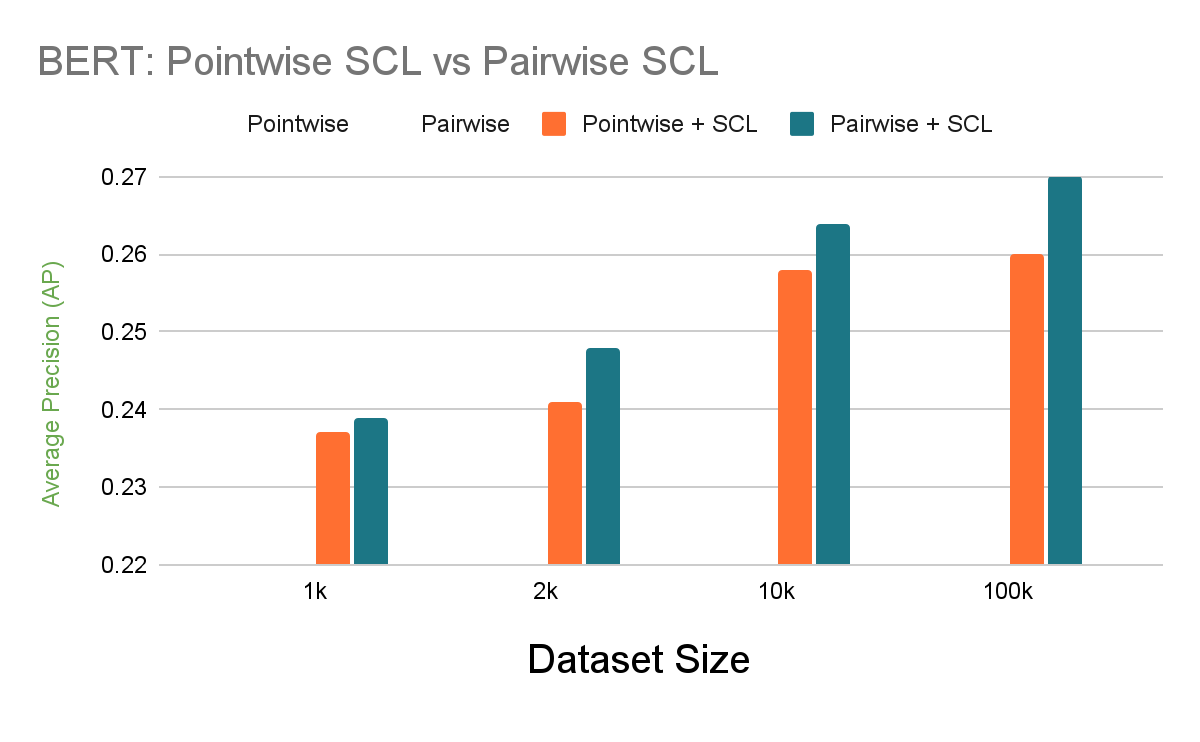 BERT: Pointwise SCL vs Pairwise SCL
Pointwise Pairwise Pointwise + SCL Pairwise + SCL
0.27
0.26
0.25
0.24
0.23
0.22
Average Precision (AP)
1k 2k 10k 100k
Dataset Size